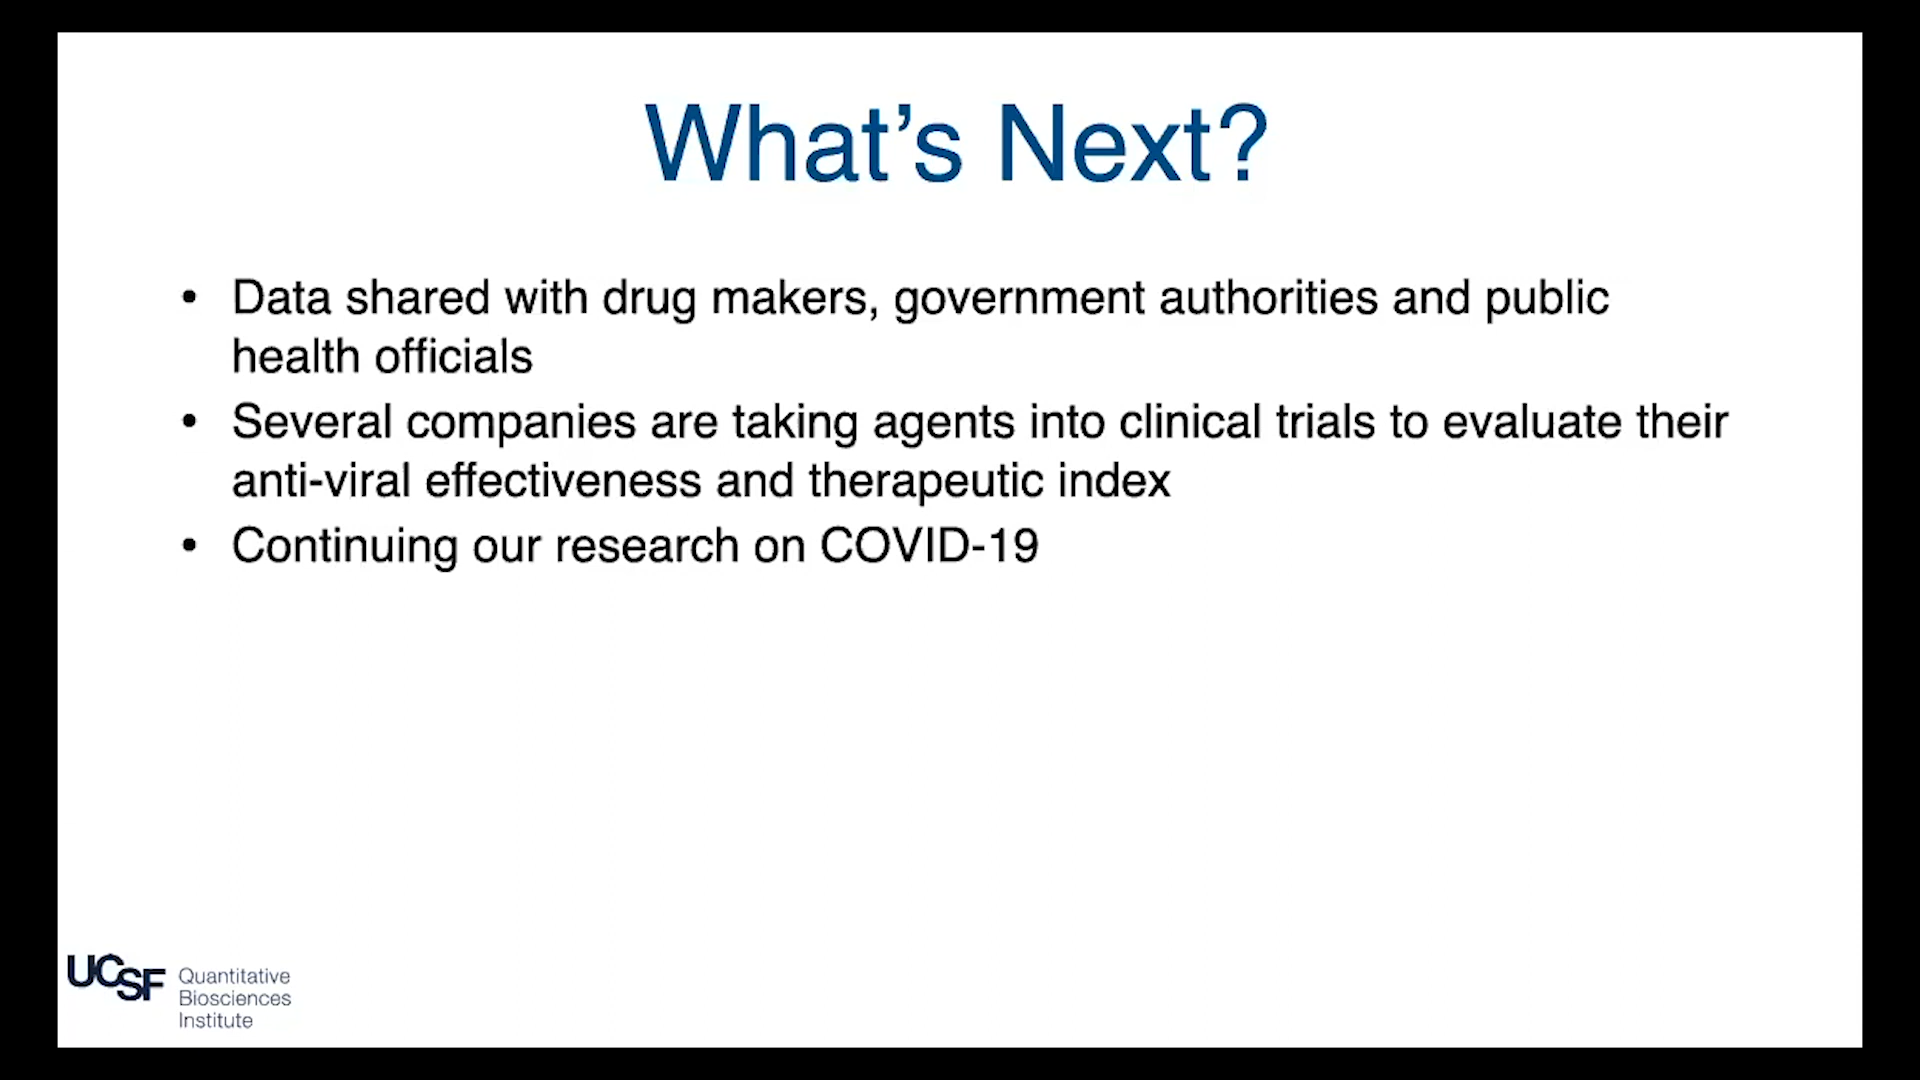 What's Next?
• Data shared with drug makers, government authorities and public
health officials
• Several companies are taking agents into clinical trials to evaluate their
anti-viral effectiveness and therapeutic index
• Continuing our research on COVID-19
UCSF
Quantitative
Biosciences
Institute